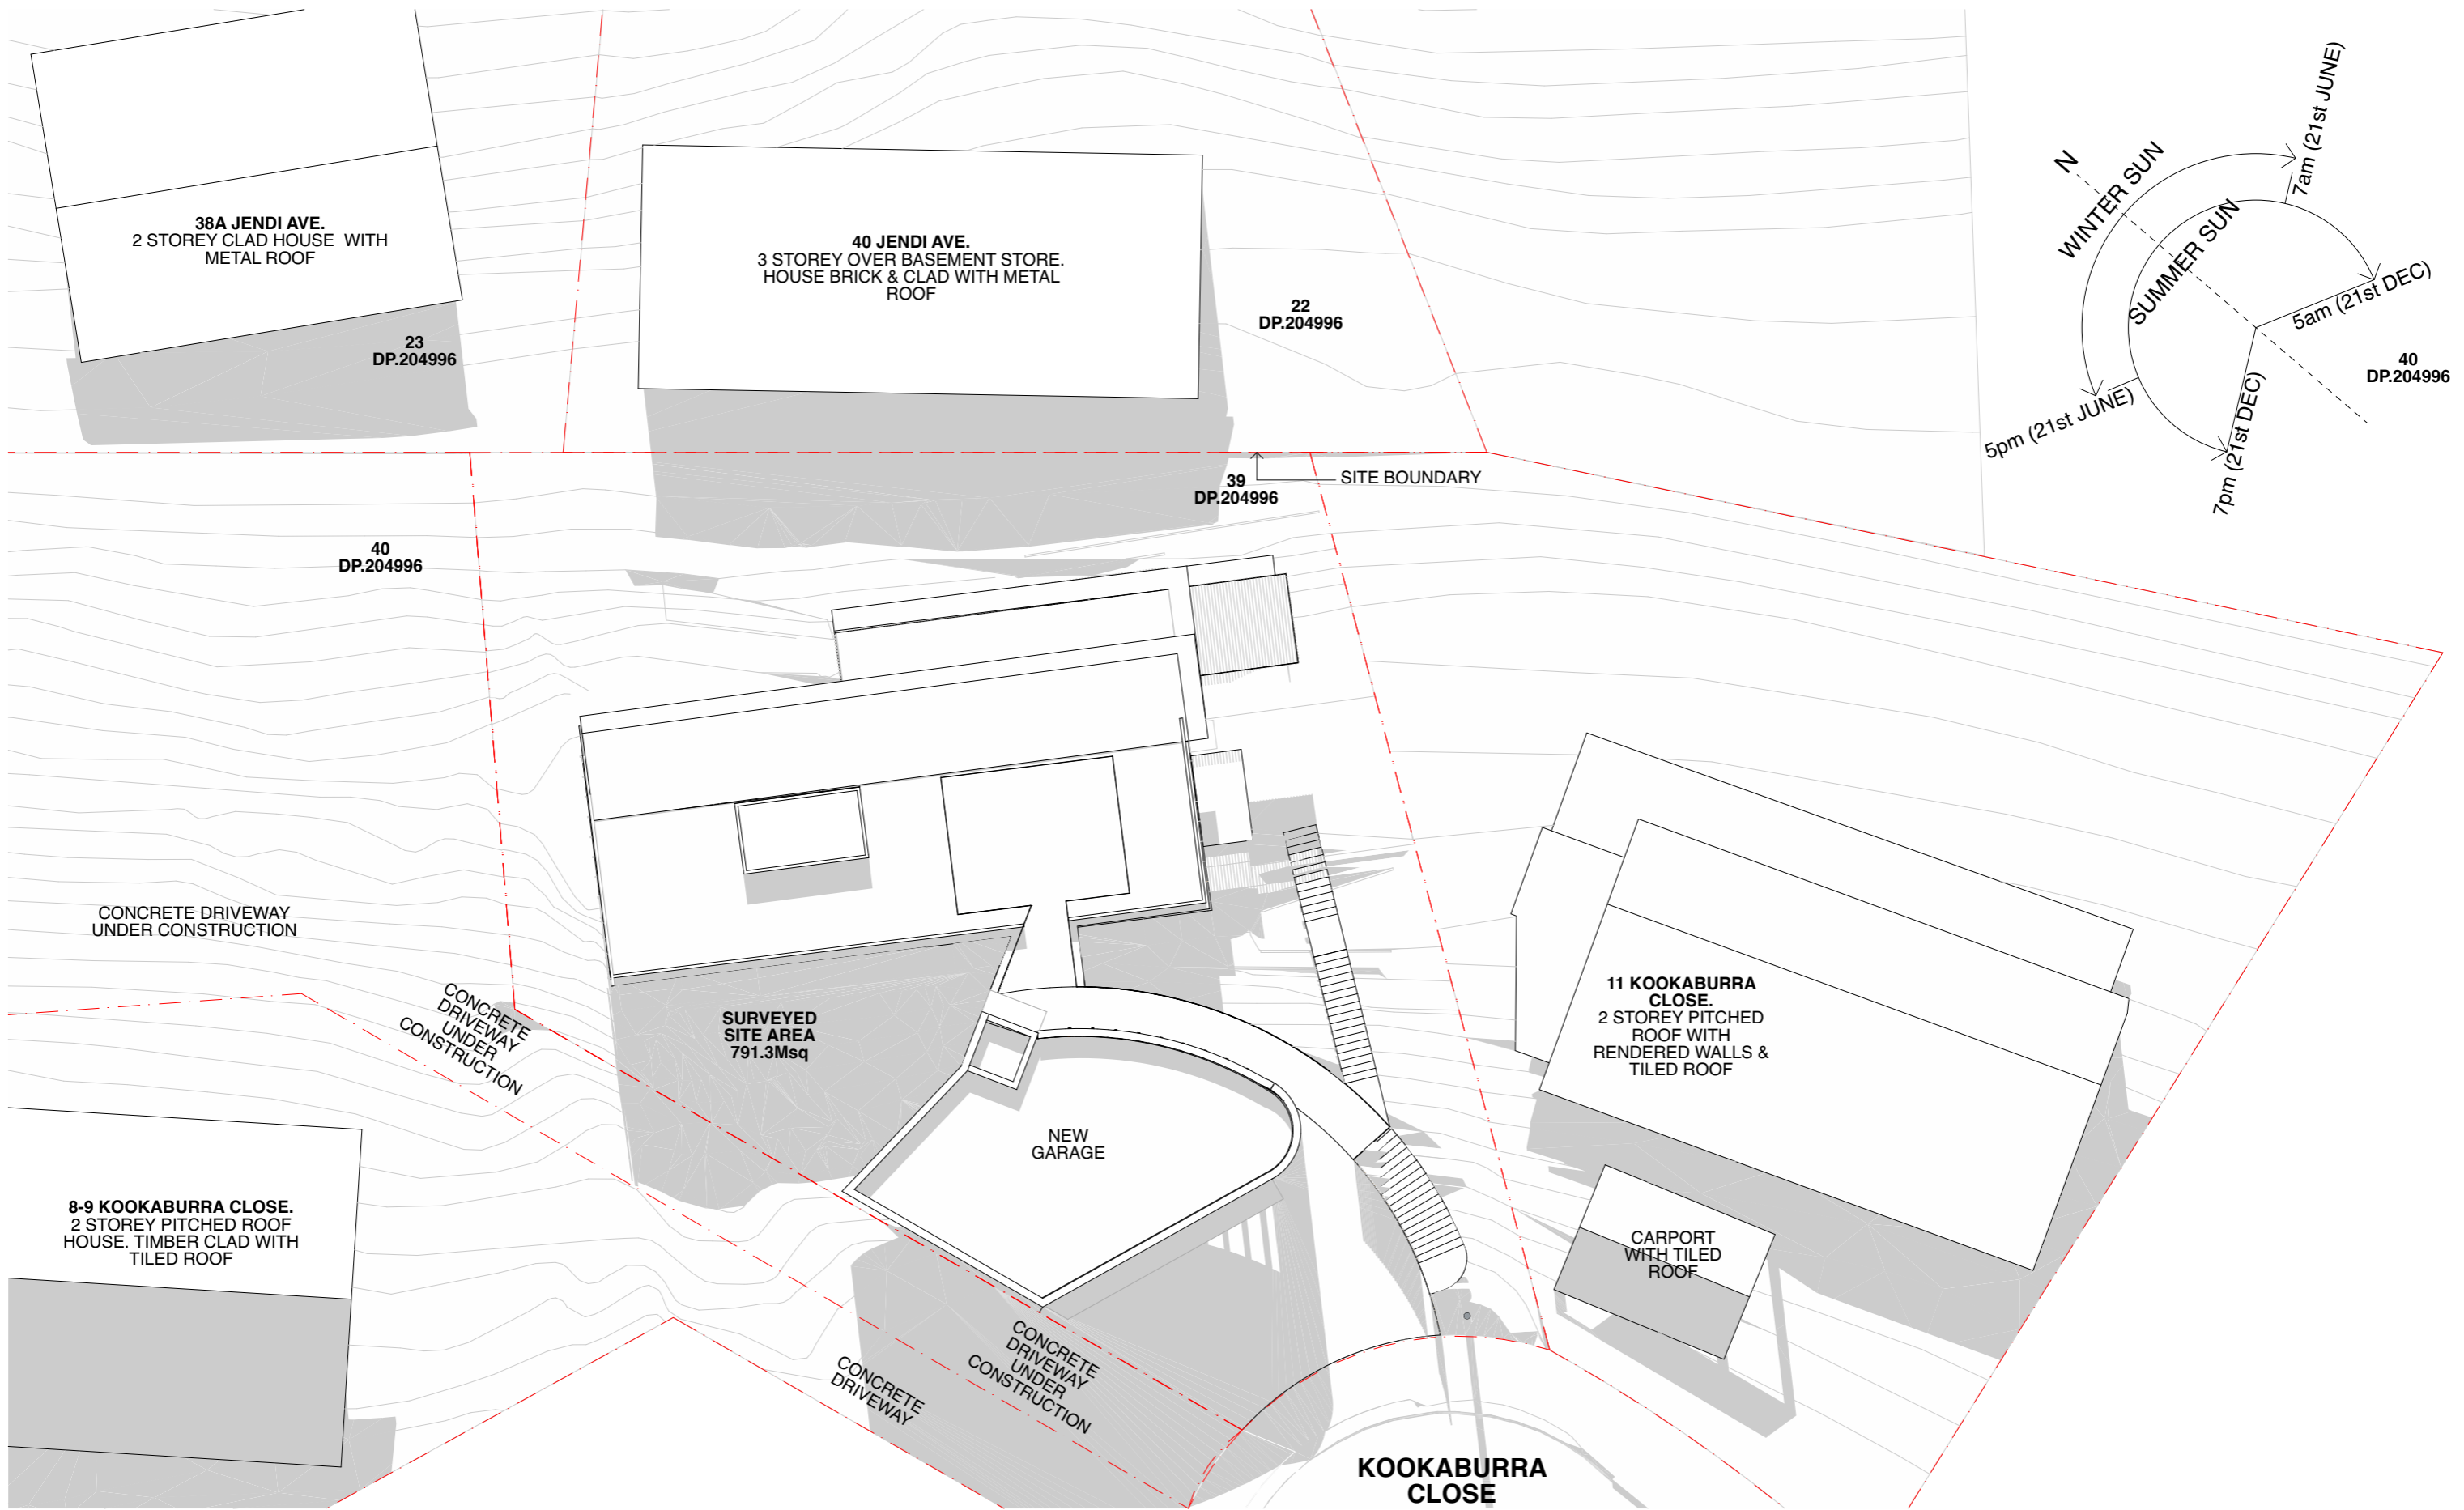 38A JENDI AVE.
2 STOREY CLAD HOUSE WITH
METAL ROOF
23
DP.204996
40 JENDI AVE.
3 STOREY OVER BASEMENT STORE.
HOUSE BRICK & CLAD WITH METAL
ROOF
22
DP.204996
N
WINTER SUN
SUMMER SUN
7am (21st JUNE)
5am (21st DEC)
5pm (21st JUNE)
7pm (21st DEC)
40
DP.204996
39
DP.204996
SITE BOUNDARY
40
DP.204996
CONCRETE DRIVEWAY
UNDER CONSTRUCTION
CONCRETE
DRIVEWAY
UNDER
CONSTRUCTION
SURVEYED
SITE AREA
791.3Msq
11 KOOKABURRA
CLOSE.
2 STOREY PITCHED
ROOF WITH
RENDERED WALLS &
TILED ROOF
NEW
GARAGE
8-9 KOOKABURRA CLOSE.
2 STOREY PITCHED ROOF
HOUSE. TIMBER CLAD WITH
TILED ROOF
CARPORT
WITH TILED
ROOF
CONCRETE
DRIVEWAY
UNDER
CONSTRUCTION
CONCRETE
DRIVEWAY
KOOKABURRA
CLOSE